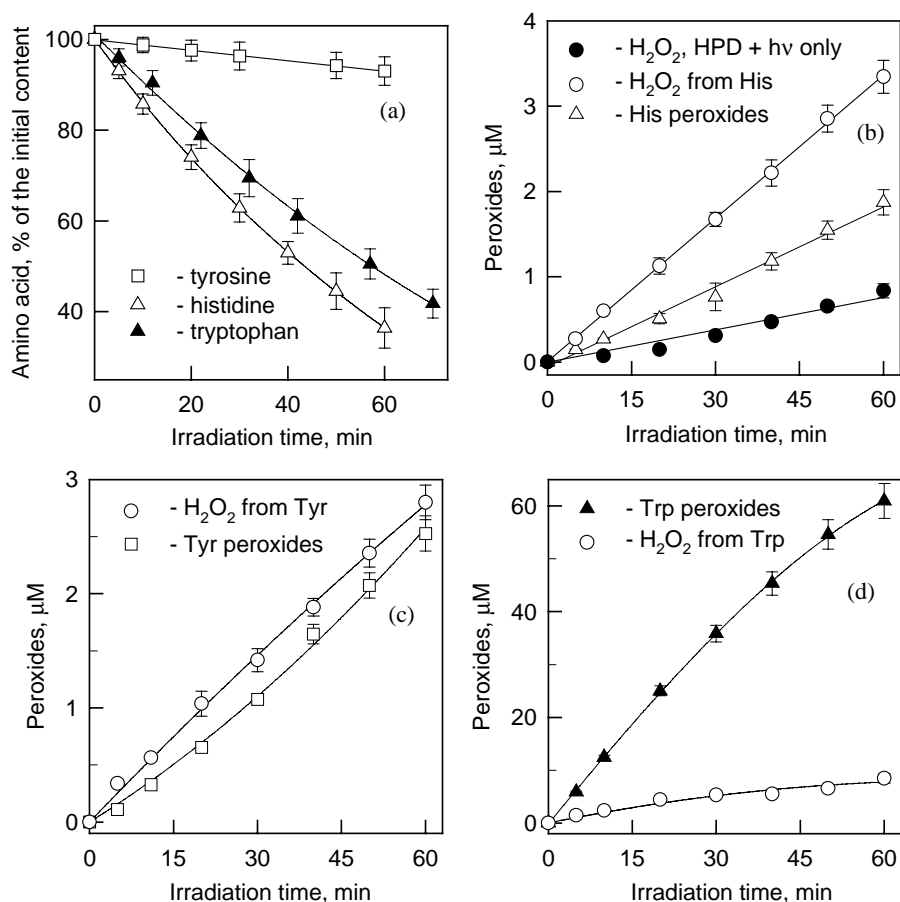 100
80
60
40
Amino acid, % of the initial content
(a)
- tyrosine
- histidine
- tryptophan
0 20 40 60
Irradiation time, min
4
3
2
1
0
Peroxides, µM
- H₂O₂, HPD + hν only
- H₂O₂ from His
- His peroxides
(b)
0 15 30 45 60
Irradiation time, min
3
2
1
0
Peroxides, µM
- H₂O₂ from Tyr
- Tyr peroxides
(c)
0 15 30 45 60
Irradiation time, min
60
40
20
0
Peroxides, µM
- Trp peroxides
- H₂O₂ from Trp
(d)
0 15 30 45 60
Irradiation time, min